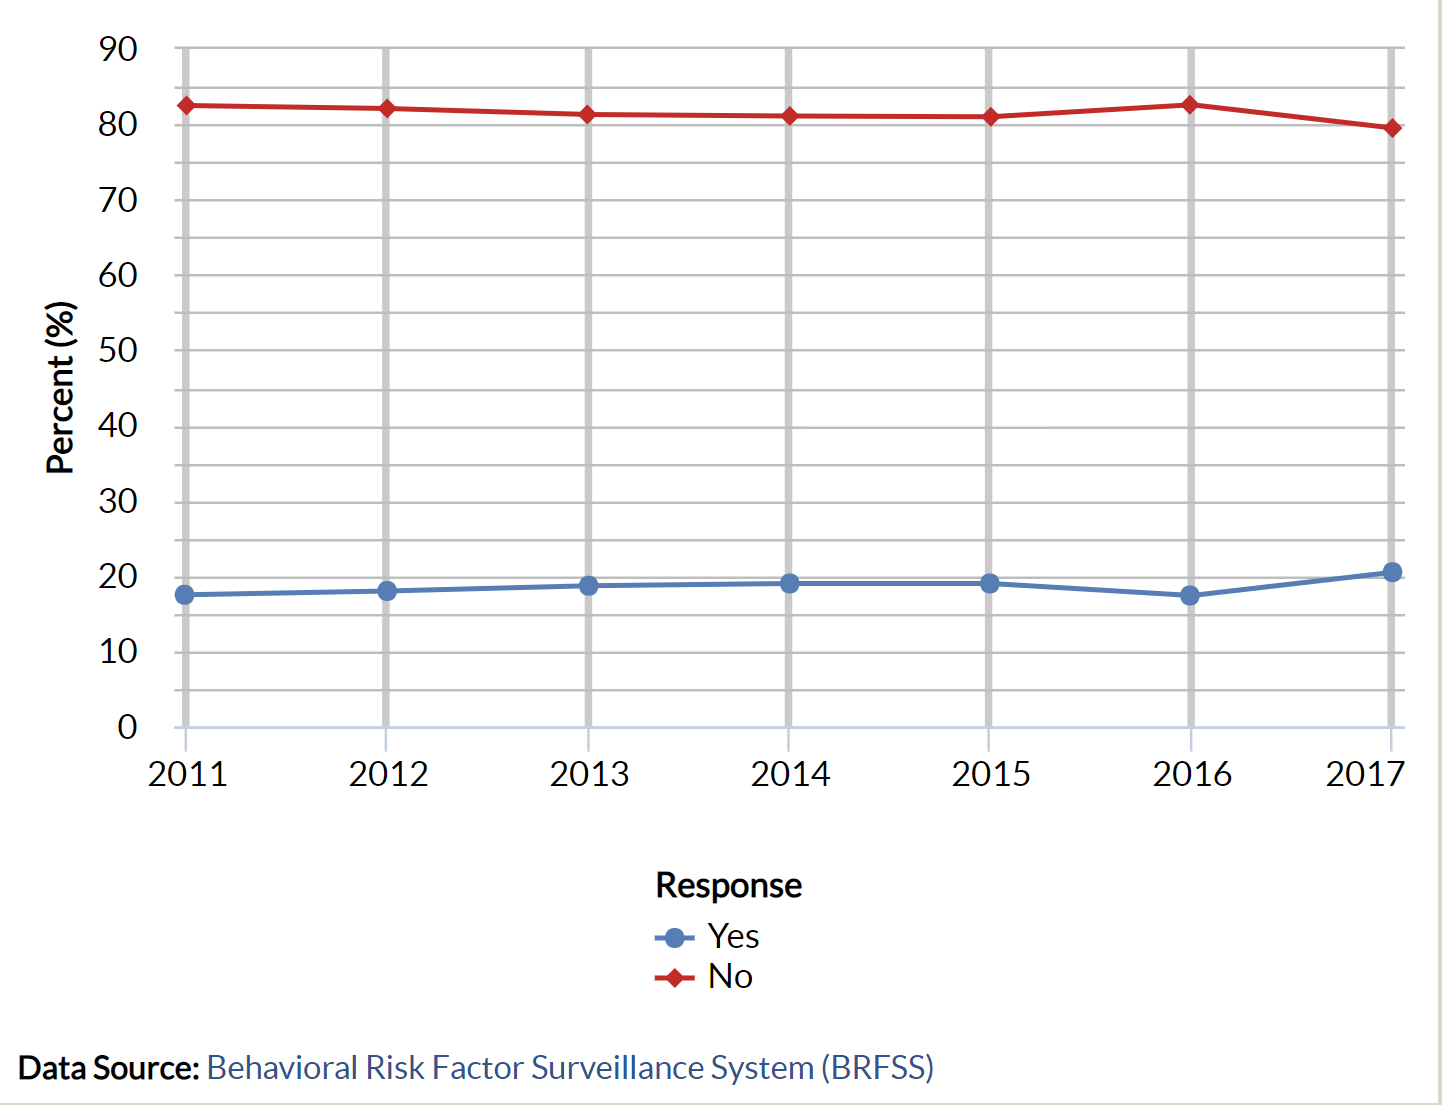 90
80
70
60
50
40
30
20
10
0
Percent (%)
2011 2012 2013 2014 2015 2016 2017
Response
Yes
No
Data Source: Behavioral Risk Factor Surveillance System (BRFSS)